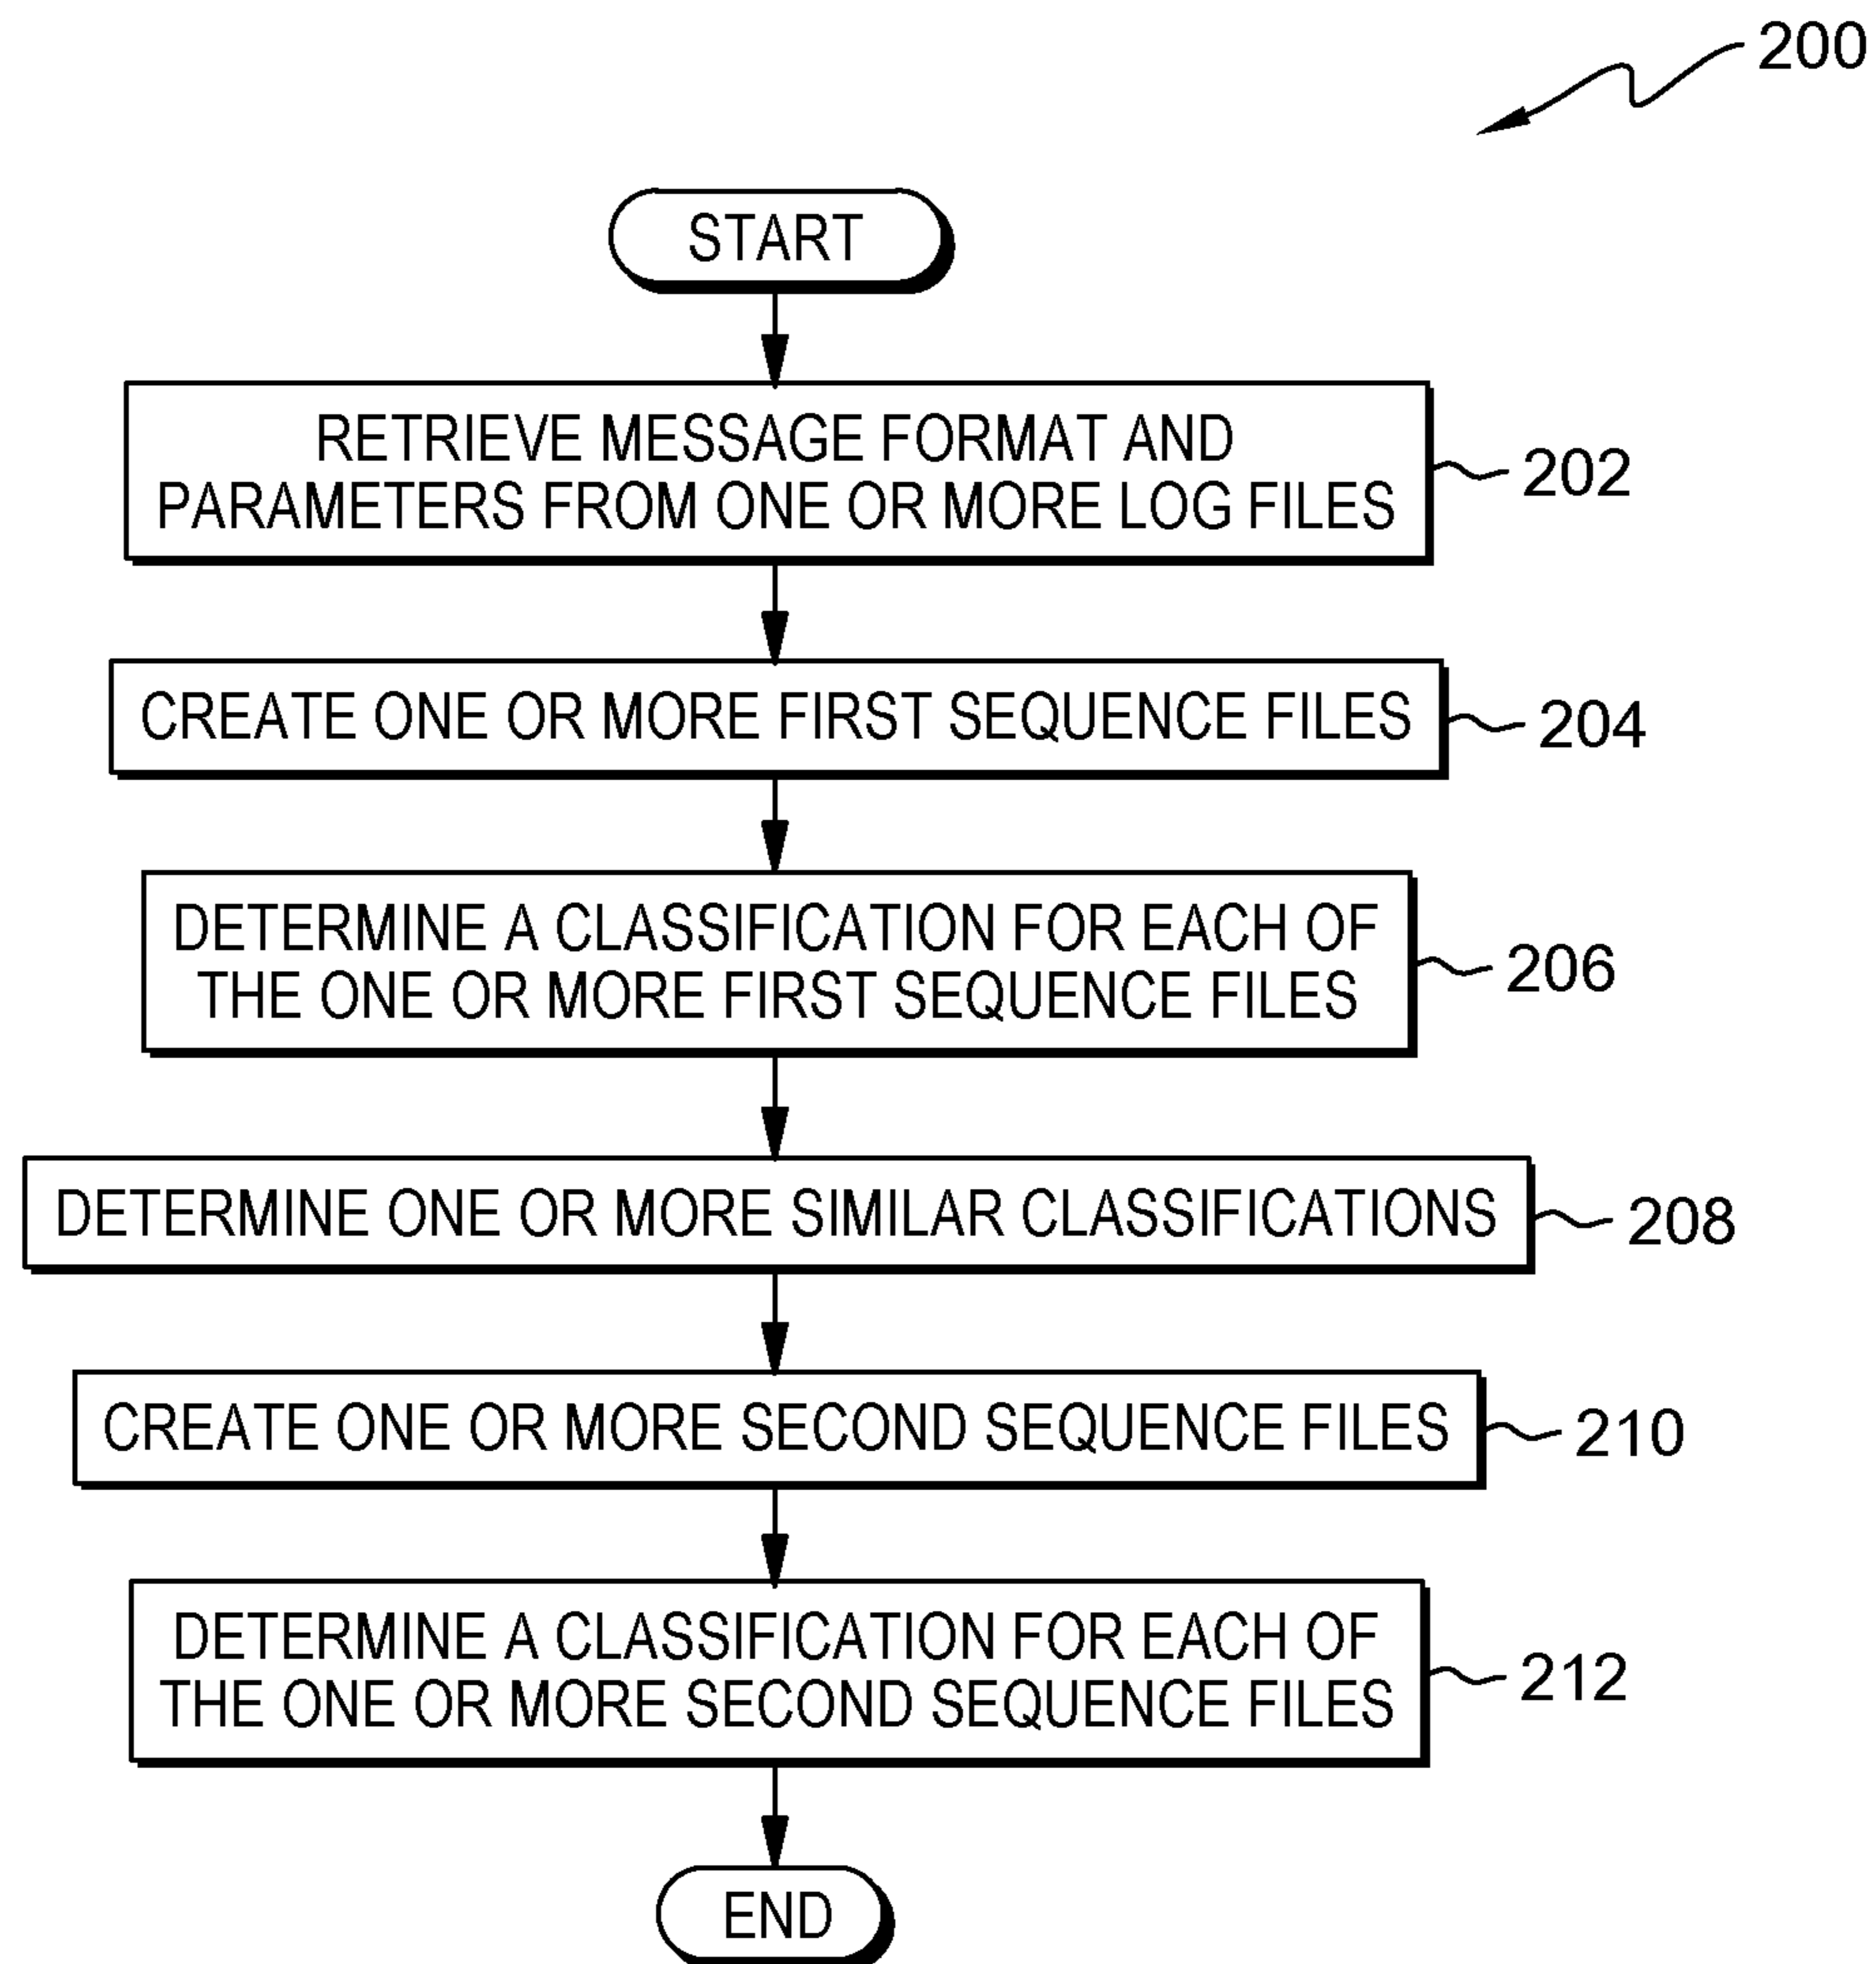 200
START
RETRIEVE MESSAGE FORMAT AND
PARAMETERS FROM ONE OR MORE LOG FILES
202
CREATE ONE OR MORE FIRST SEQUENCE FILES
204
DETERMINE A CLASSIFICATION FOR EACH OF
THE ONE OR MORE FIRST SEQUENCE FILES
206
DETERMINE ONE OR MORE SIMILAR CLASSIFICATIONS
208
CREATE ONE OR MORE SECOND SEQUENCE FILES
210
DETERMINE A CLASSIFICATION FOR EACH OF
THE ONE OR MORE SECOND SEQUENCE FILES
212
END